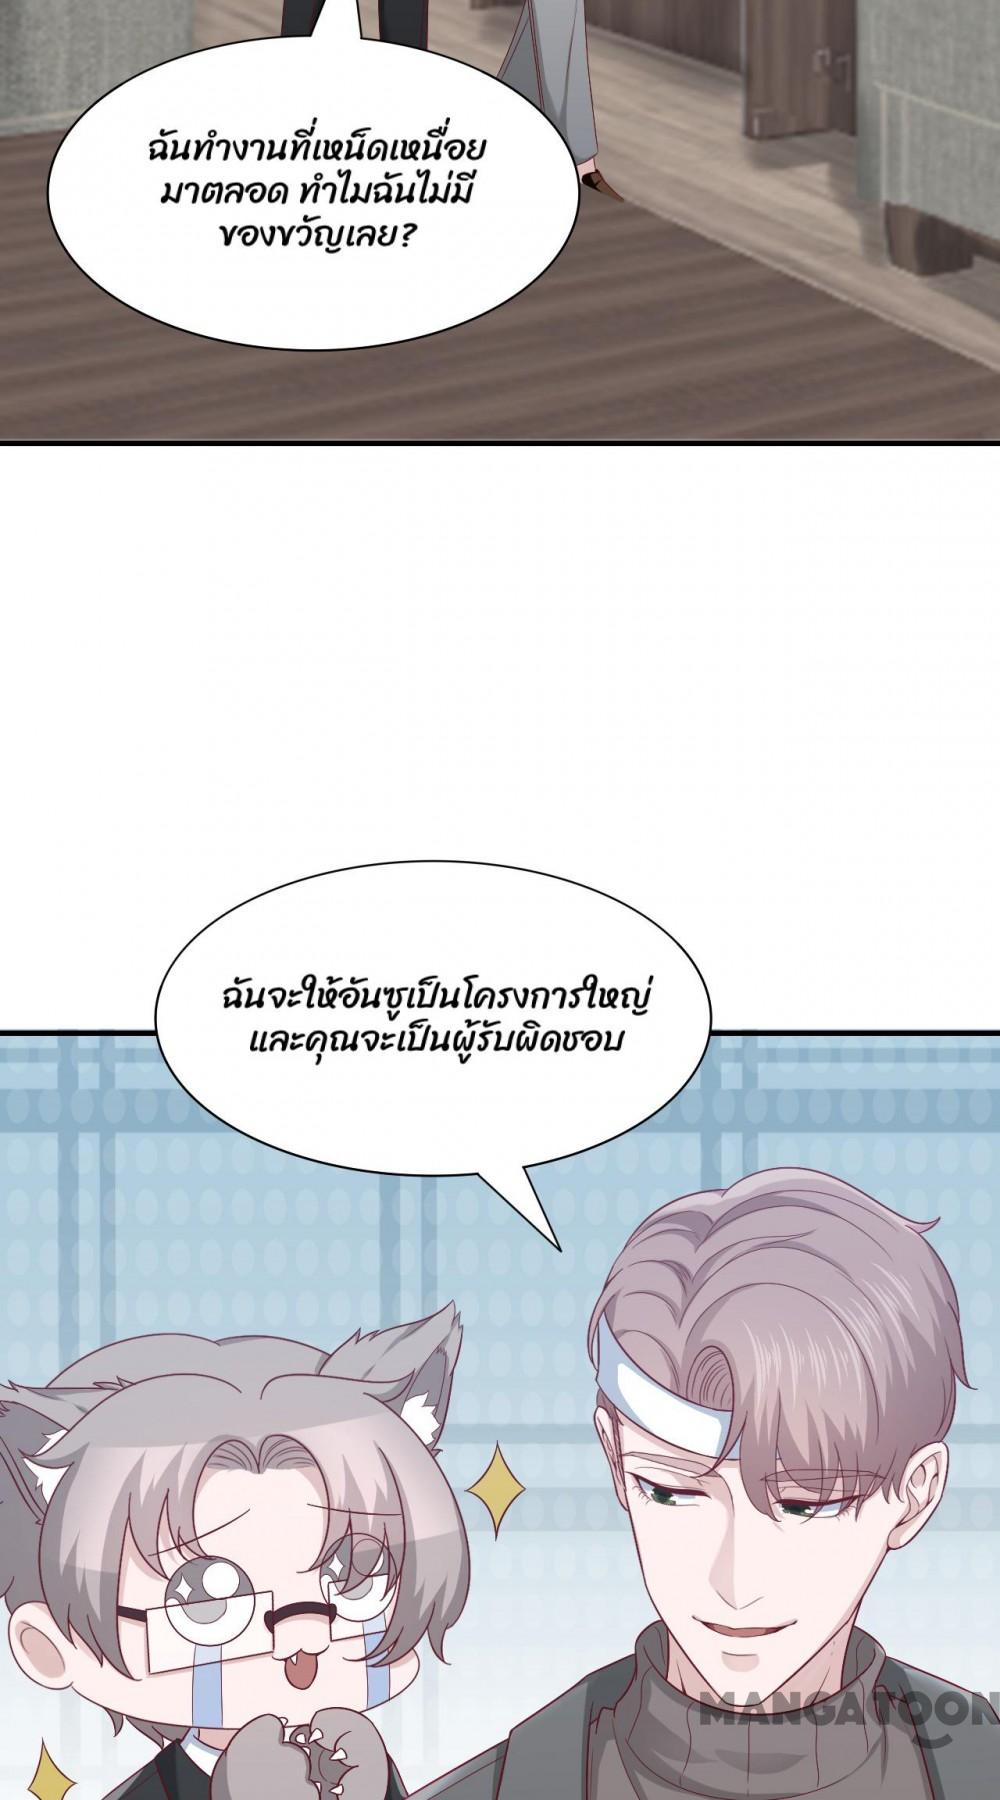 ฉันทำงานที่เหน็ดเหนื่อย
มาตลอด ทำไมฉันไม่มี
ของขวัญเลย?
ฉันจะให้อันซูเป็นโครงการใหญ่
และคุณจะเป็นผู้รับผิดชอบ
MANGATOON